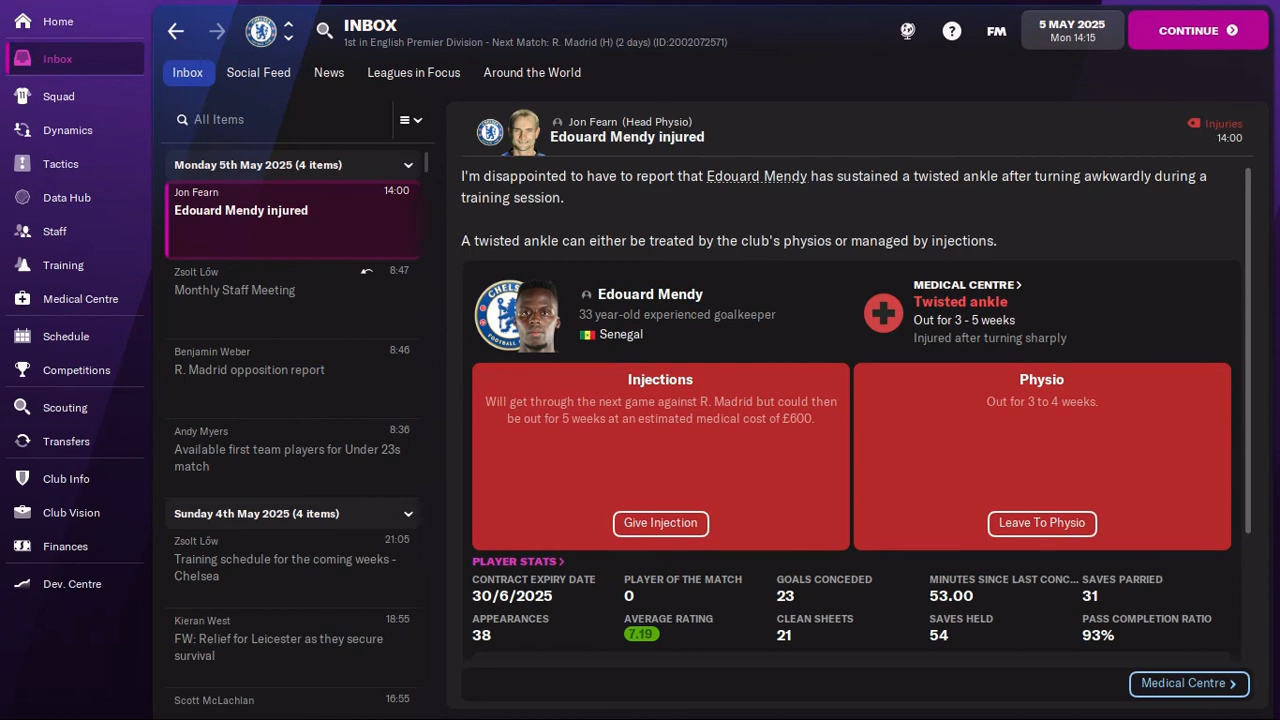 Home
Inbox
Squad
Dynamics
Tactics
Data Hub
Staff
Training
Medical Centre
Schedule
Competitions
Scouting
Transfers
Club Info
Club Vision
Finances
Dev. Centre
INBOX
1st in English Premier Division - Next Match: R. Madrid (H) (2 days) (ID:2002072571)
?
FM
5 MAY 2025
Mon 14:15
CONTINUE
Inbox
Social Feed
News
Leagues in Focus
Around the World
All Items
Monday 5th May 2025 (4 items)
Jon Fearn 14:00
Edouard Mendy injured
Zsolt Lőw 8:47
Monthly Staff Meeting
Benjamin Weber 8:46
R. Madrid opposition report
Andy Myers 8:36
Available first team players for Under 23s
match
Sunday 4th May 2025 (4 items)
Zsolt Lőw 21:05
Training schedule for the coming weeks -
Chelsea
Kieran West 18:55
FW: Relief for Leicester as they secure
survival
Scott McLachlan 16:55
Jon Fearn (Head Physio)
Edouard Mendy injured
Injuries
14:00
I'm disappointed to have to report that Edouard Mendy has sustained a twisted ankle after turning awkwardly during a
training session.
A twisted ankle can either be treated by the club's physios or managed by injections.
Edouard Mendy
33 year-old experienced goalkeeper
Senegal
MEDICAL CENTRE
Twisted ankle
Out for 3 - 5 weeks
Injured after turning sharply
Injections
Will get through the next game against R. Madrid but could then
be out for 5 weeks at an estimated medical cost of £600.
Give Injection
Physio
Out for 3 to 4 weeks.
Leave To Physio
PLAYER STATS
CONTRACT EXPIRY DATE PLAYER OF THE MATCH GOALS CONCEDED MINUTES SINCE LAST CONC... SAVES PARRIED
30/6/2025 0 23 53.00 31
APPEARANCES AVERAGE RATING CLEAN SHEETS SAVES HELD PASS COMPLETION RATIO
38 7.19 21 54 93%
Medical Centre